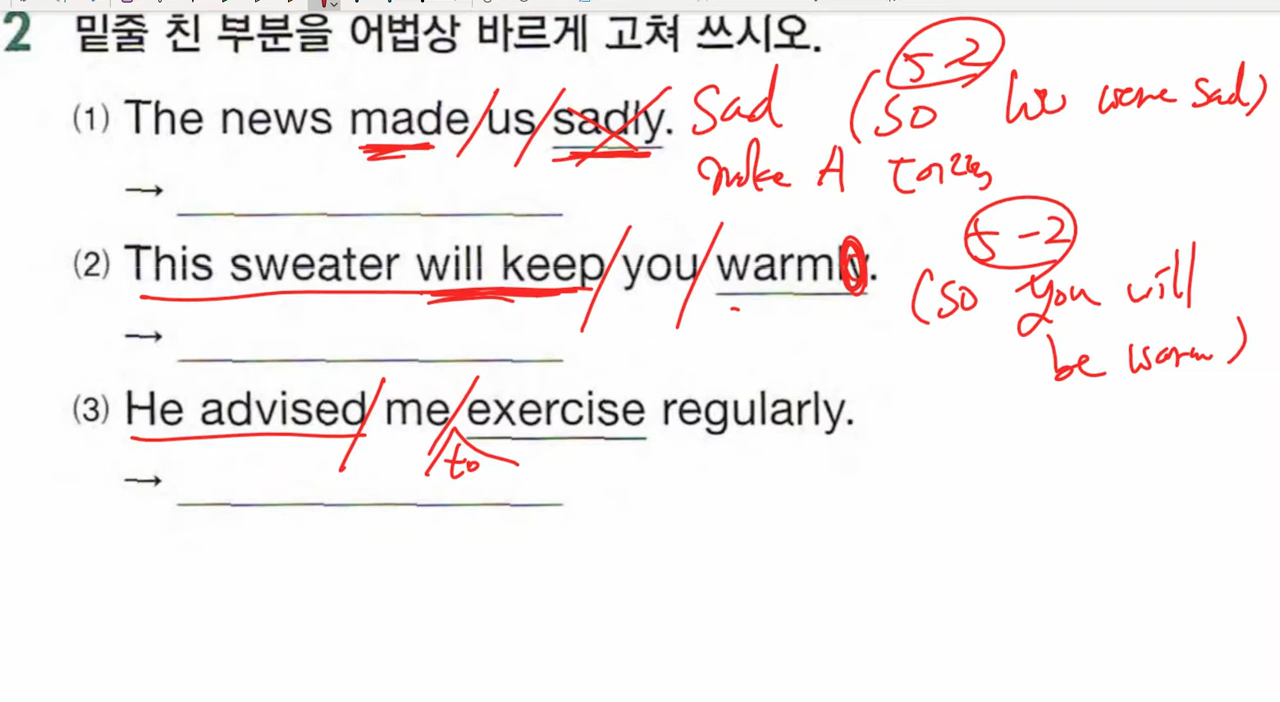 2 밑줄 친 부분을 어법상 바르게 고쳐 쓰시오.
5-2
(1) The news made us sadly. sad (so we were sad)
→ make A
5-2
(2) This sweater will keep you warmly. (so you will
→ be warm)
(3) He advised me exercise regularly.
to
→